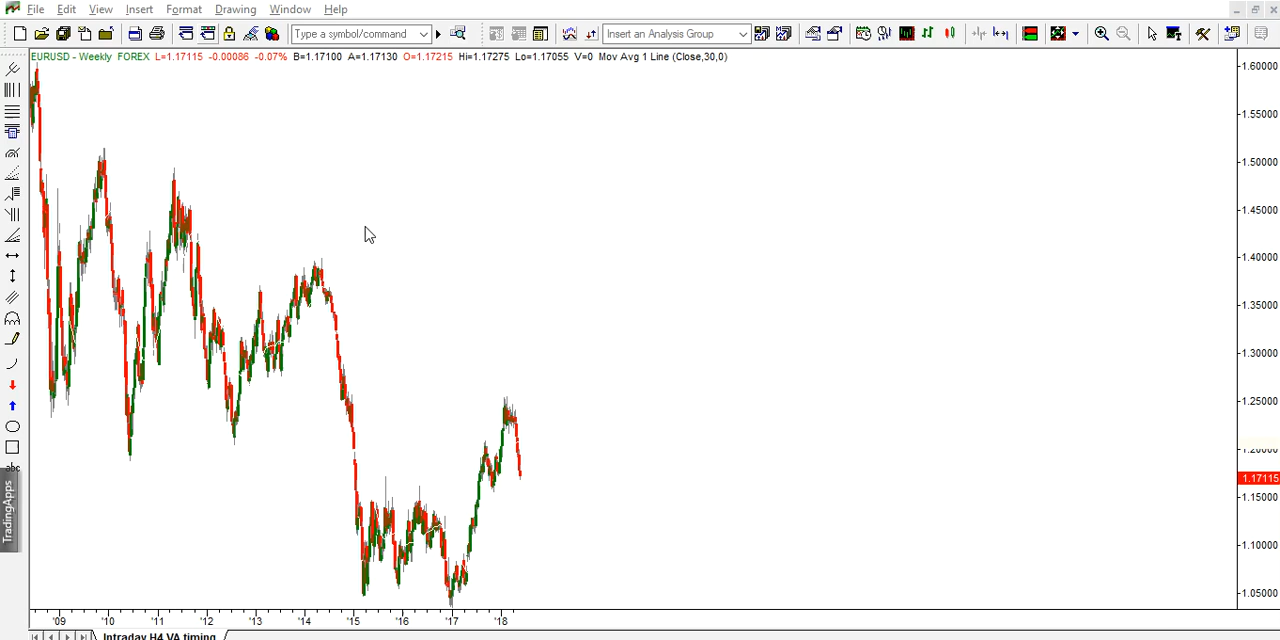 File Edit View Insert Format Drawing Window Help
Type a symbol/command Insert an Analysis Group
EURUSD - Weekly FOREX L=1.17115 -0.00086 -0.07% B=1.17100 A=1.17130 O=1.17215 Hi=1.17275 Lo=1.17055 V=0 Mov Avg 1 Line (Close,30,0)
1.60000
1.55000
1.50000
1.45000
1.40000
1.35000
1.30000
1.25000
1.20000
1.17115
1.15000
1.10000
1.05000
abc
TradingApps
'09 '10 '11 '12 '13 '14 '15 '16 '17 '18
Intraday H4 VA timing